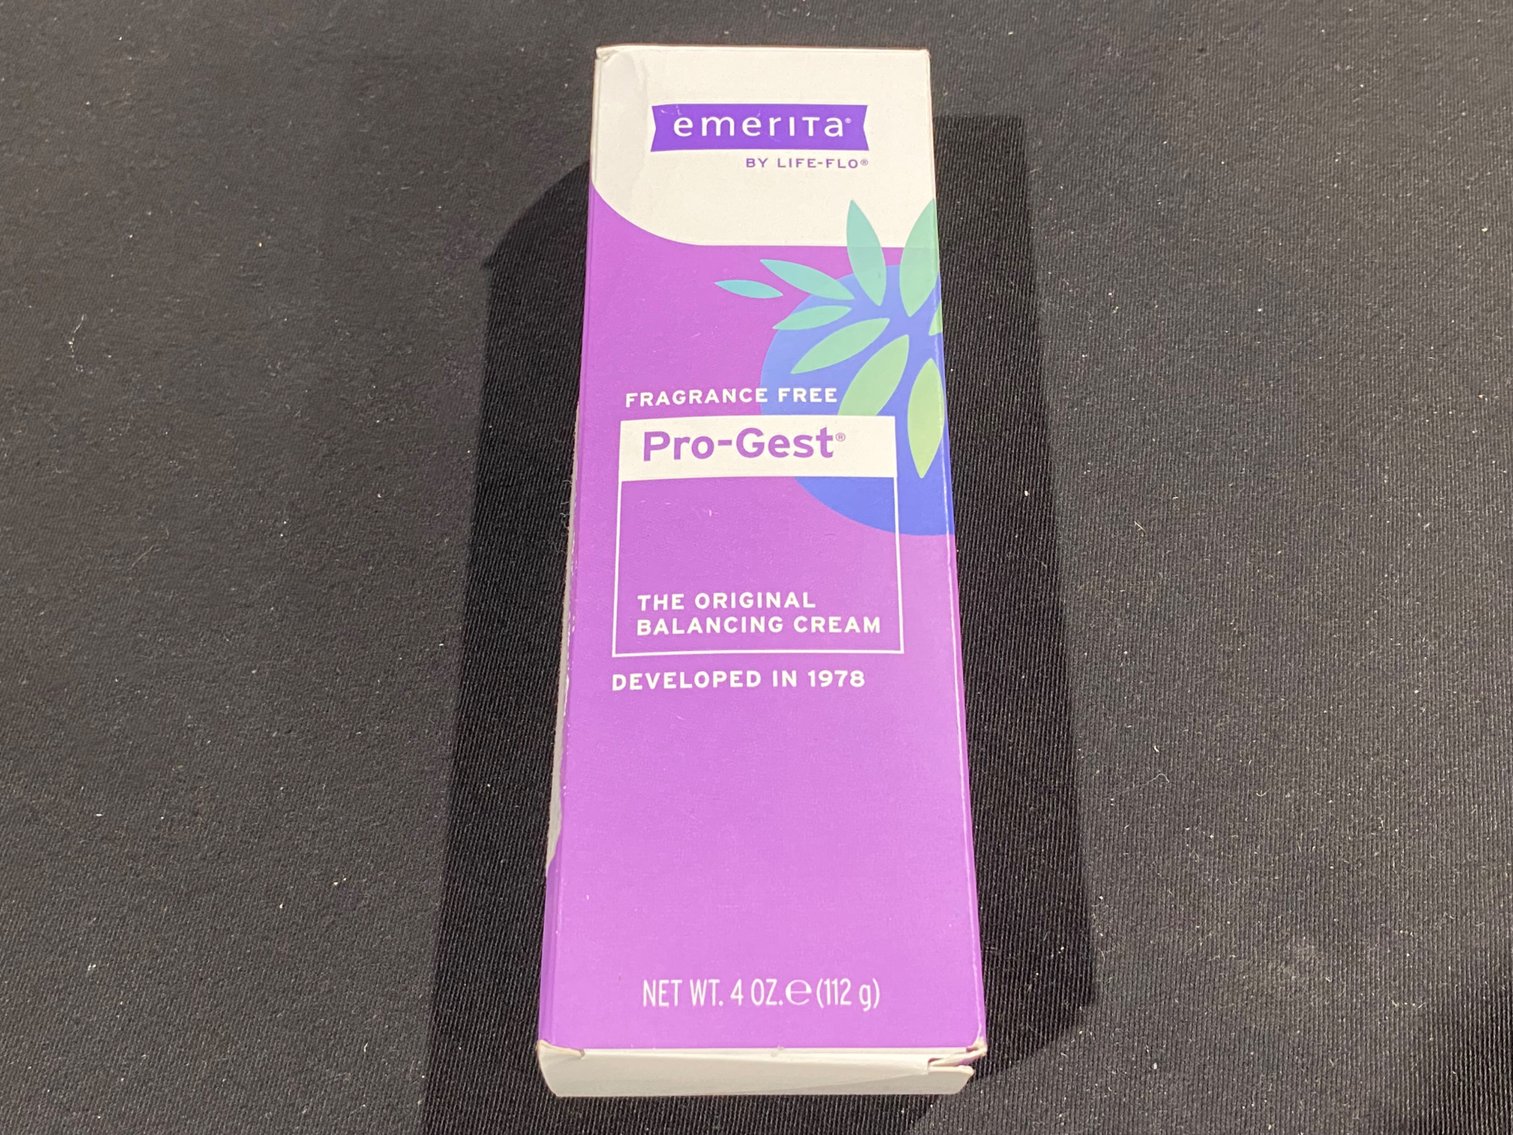 emerita®
BY LIFE-FLO®
FRAGRANCE FREE
Pro-Gest®
THE ORIGINAL
BALANCING CREAM
DEVELOPED IN 1978
NET WT. 4 OZ. ℮ (112 g)